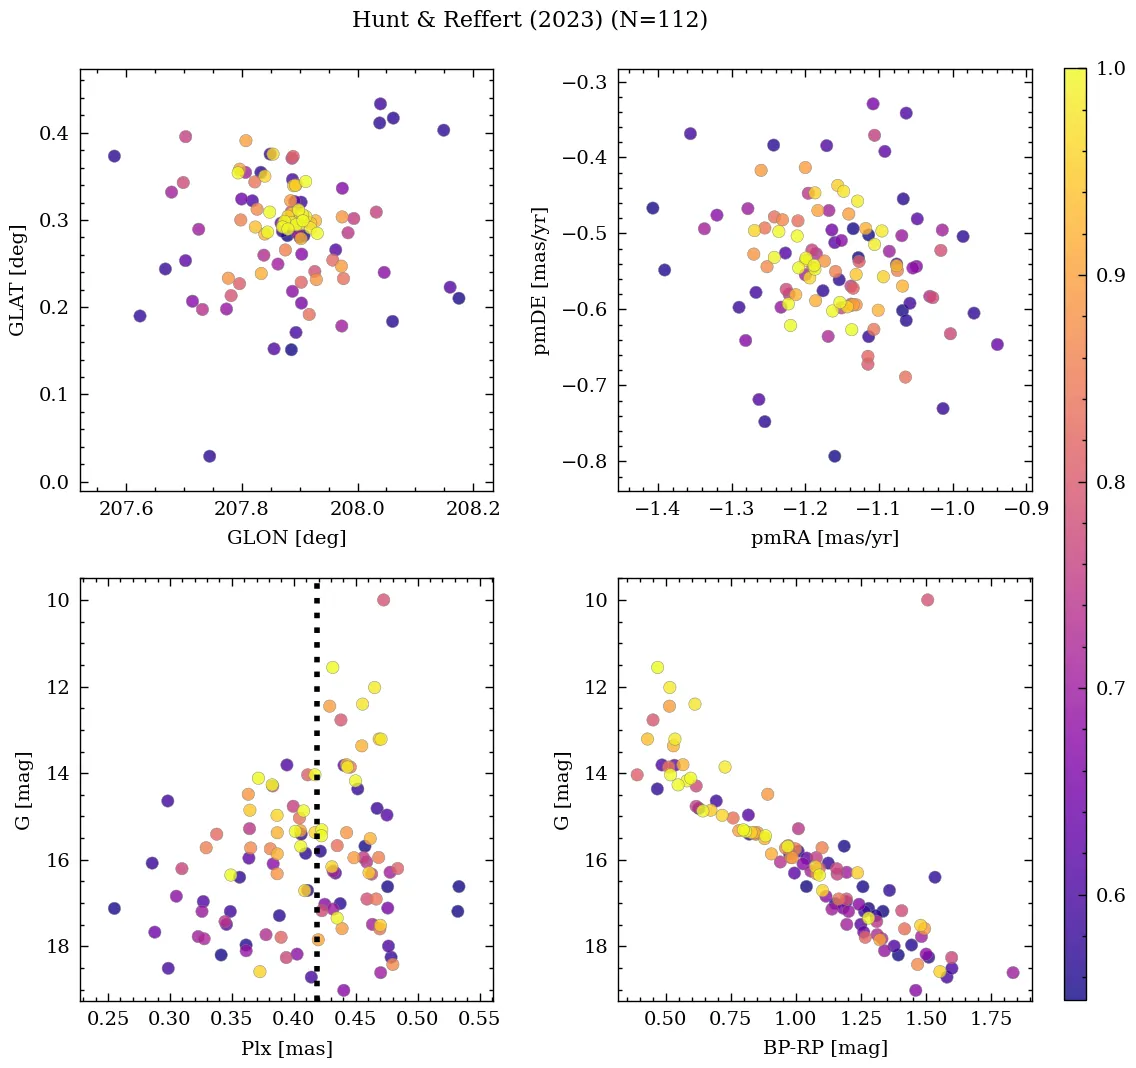 Hunt & Reffert (2023) (N=112)
0.4
0.3
0.2
0.1
0.0
GLAT [deg]
207.6 207.8 208.0 208.2
GLON [deg]
−0.3
−0.4
−0.5
−0.6
−0.7
−0.8
pmDE [mas/yr]
−1.4 −1.3 −1.2 −1.1 −1.0 −0.9
pmRA [mas/yr]
10
12
14
16
18
G [mag]
0.25 0.30 0.35 0.40 0.45 0.50 0.55
Plx [mas]
10
12
14
16
18
G [mag]
0.50 0.75 1.00 1.25 1.50 1.75
BP-RP [mag]
1.0
0.9
0.8
0.7
0.6